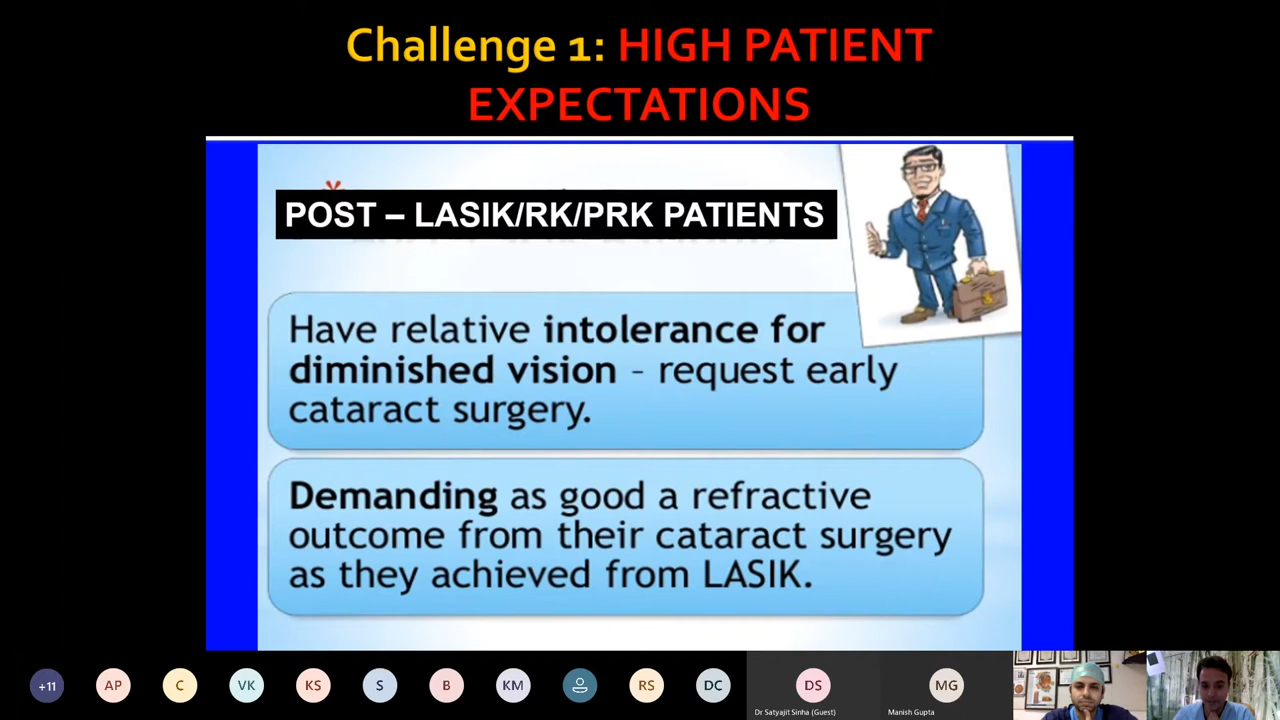 Challenge 1: HIGH PATIENT
EXPECTATIONS
POST – LASIK/RK/PRK PATIENTS
Have relative intolerance for
diminished vision – request early
cataract surgery.
Demanding as good a refractive
outcome from their cataract surgery
as they achieved from LASIK.
+11 AP C VK KS S B KM RS DC DS MG
Dr Satyajit Sinha (Guest) Manish Gupta